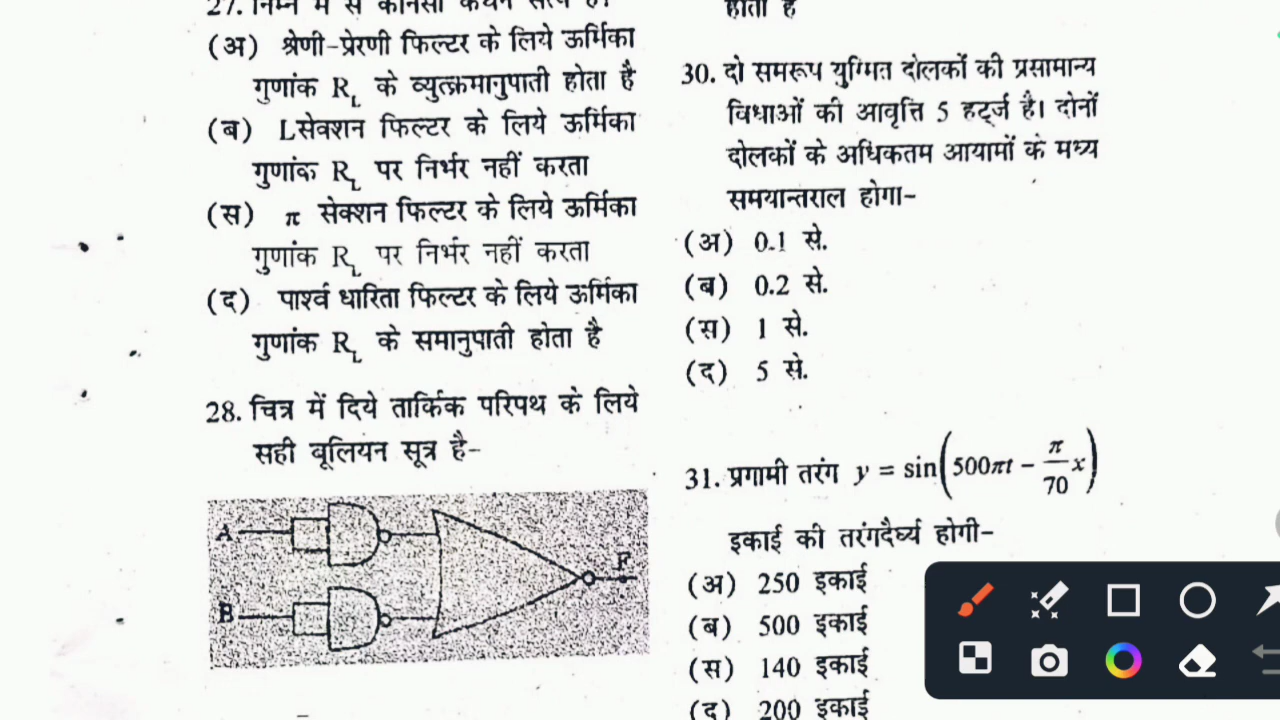 27. निम्न में से कौनसा कथन सत्य है।
(अ) श्रेणी-प्रेरणी फिल्टर के लिये ऊर्मिका
गुणांक R_L के व्युत्क्रमानुपाती होता है
(ब) Lसेक्शन फिल्टर के लिये ऊर्मिका
गुणांक R_L पर निर्भर नहीं करता
(स) π सेक्शन फिल्टर के लिये ऊर्मिका
गुणांक R_L पर निर्भर नहीं करता
(द) पार्श्व धारिता फिल्टर के लिये ऊर्मिका
गुणांक R_L के समानुपाती होता है
28. चित्र में दिये तार्किक परिपथ के लिये
सही बूलियन सूत्र है-
A
B
F
होता है
30. दो समरूप युग्मित दोलकों की प्रसामान्य
विधाओं की आवृत्ति 5 हर्ट्ज है। दोनों
दोलकों के अधिकतम आयामों के मध्य
समयान्तराल होगा-
(अ) 0.1 से.
(ब) 0.2 से.
(स) 1 से.
(द) 5 से.
31. प्रगामी तरंग y = sin(500πt - π/70 x)
इकाई की तरंगदैर्घ्य होगी-
(अ) 250 इकाई
(ब) 500 इकाई
(स) 140 इकाई
(द) 200 इकाई